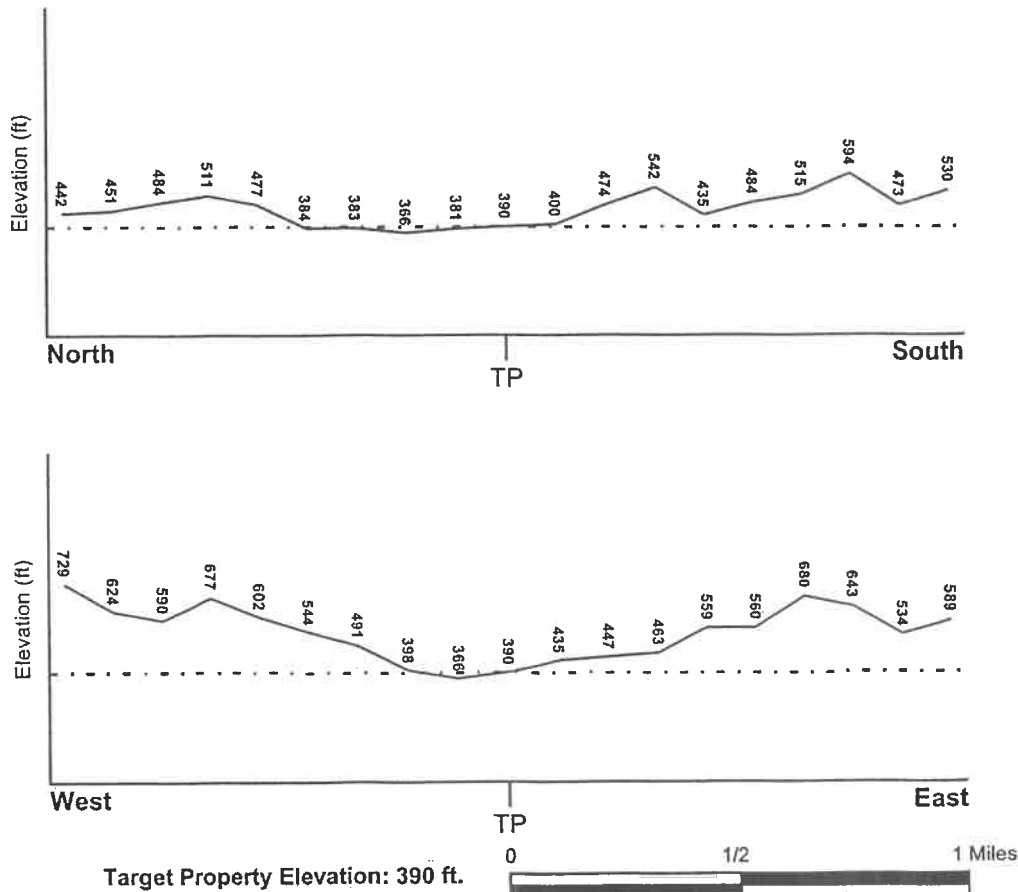 Elevation (ft)
442 451 484 511 477 384 383 366 381 390 400 474 542 435 484 515 594 473 530
North South
TP
Elevation (ft)
729 624 590 677 602 544 491 398 366 390 435 447 463 559 560 680 643 534 589
West East
TP
Target Property Elevation: 390 ft.
0 1/2 1 Miles